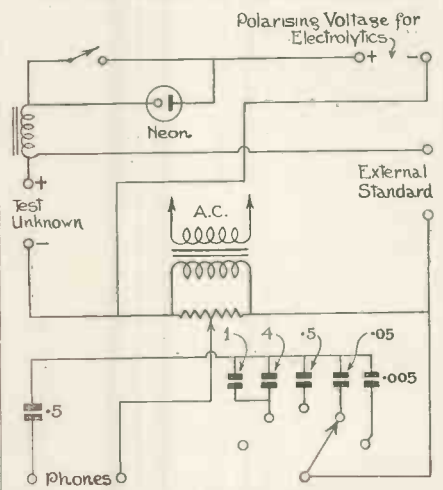 Polarising Voltage for
Electrolytics
+ -
Neon
+
Test
Unknown
-
A.C.
External
Standard
1 4 .5 .05
.005
.5
Phones